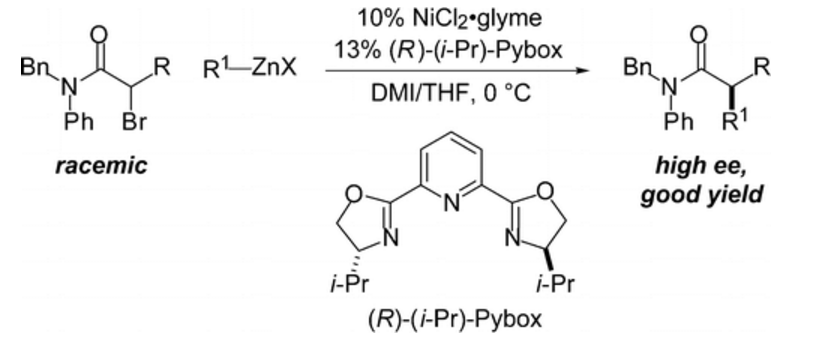 10% NiCl2•glyme
13% (R)-(i-Pr)-Pybox
DMI/THF, 0 °C
Bn N Ph O R Br
R1—ZnX
Bn N Ph O R R1
racemic
high ee,
good yield
O N N N O
i-Pr i-Pr
(R)-(i-Pr)-Pybox